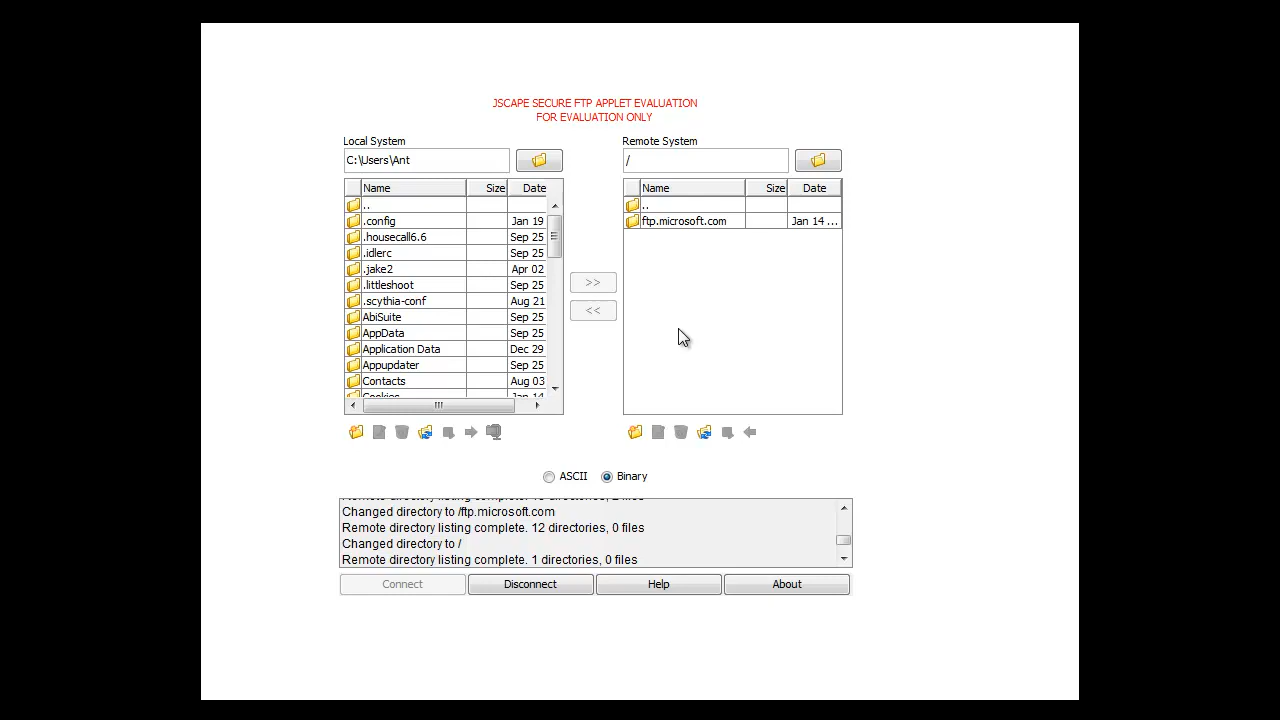 JSCAPE SECURE FTP APPLET EVALUATION
FOR EVALUATION ONLY
Local System
C:\Users\Ant
Name Size Date
..
.config Jan 19
.housecall6.6 Sep 25
.idlerc Sep 25
.jake2 Apr 02
.littleshoot Sep 25
.scythia-conf Aug 21
AbiSuite Sep 25
AppData Sep 25
Application Data Dec 29
Appupdater Sep 25
Contacts Aug 03
Cookies Jan 14
>>
<<
Remote System
/
Name Size Date
..
ftp.microsoft.com Jan 14 ...
ASCII Binary
Changed directory to /ftp.microsoft.com
Remote directory listing complete. 12 directories, 0 files
Changed directory to /
Remote directory listing complete. 1 directories, 0 files
Connect Disconnect Help About